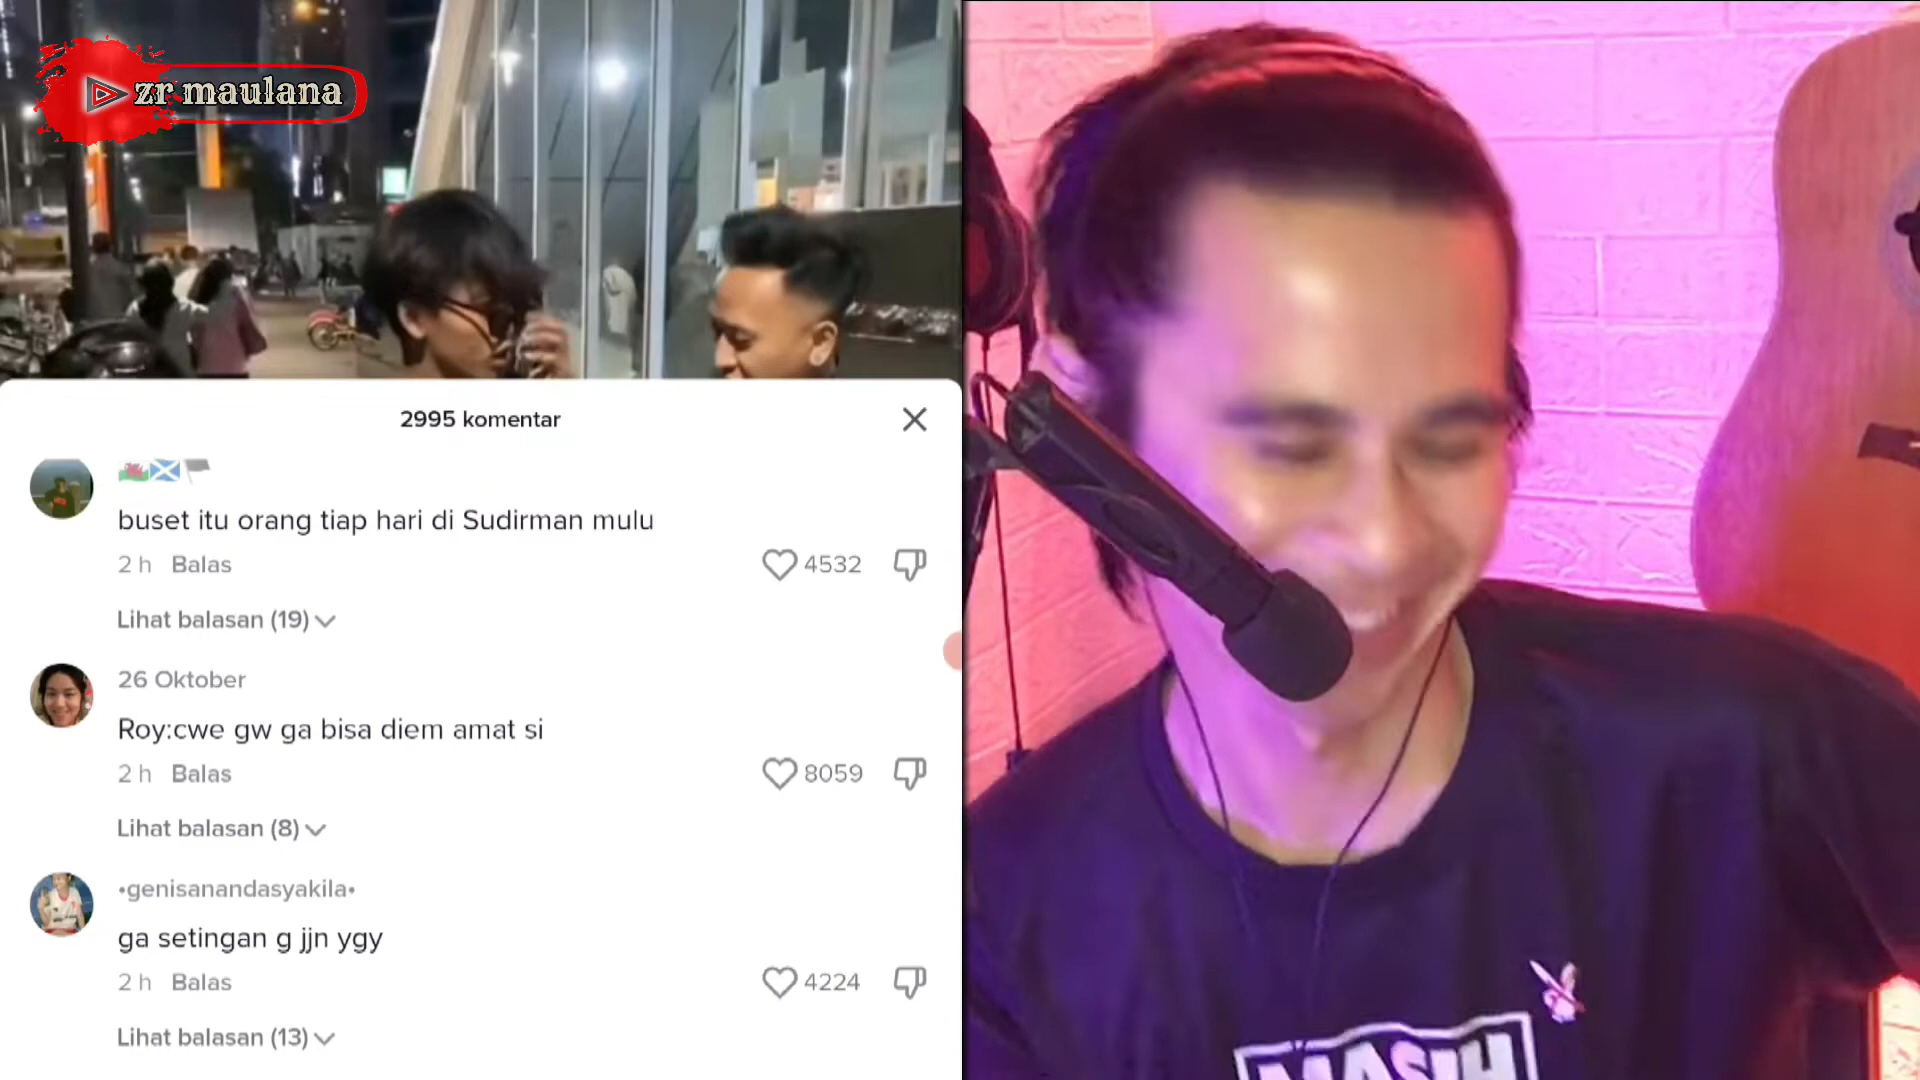 zr maulana
2995 komentar
buset itu orang tiap hari di Sudirman mulu
2 h Balas
4532
Lihat balasan (19)
26 Oktober
Roy:cwe gw ga bisa diem amat si
2 h Balas
8059
Lihat balasan (8)
•genisanandasyakila•
ga setingan g jjn ygy
2 h Balas
4224
Lihat balasan (13)
MASIH